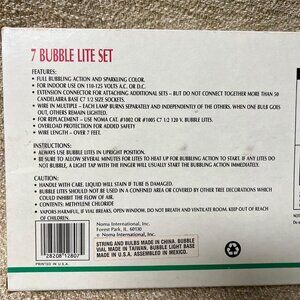 7 BUBBLE LITE SET
FEATURES:
• FULL BUBBLING ACTION AND SPARKLING COLOR.
• FOR INDOOR USE ON 110-125 VOLTS A.C. OR D.C.
• EXTENSION CONNECTOR FOR ATTACHING ADDITIONAL SETS – BUT DO NOT CONNECT TOGETHER MORE THAN 50
CANDELABRA BASE C7 1/2 SIZE SOCKETS.
• WIRE IN MULTIPLE – EACH LAMP BURNS SEPARATELY AND INDEPENDENTLY OF THE OTHERS. WHEN ONE BULB GOES
OUT, OTHERS REMAIN LIGHTED.
• FOR REPLACEMENT – USE NOMA CAT. #1002 OR #1005 C7 1/2 120 V. BUBBLE LITES.
• OVERLOAD PROTECTION FOR ADDED SAFETY
• WIRE LENGTH – OVER 7 FEET.
INSTRUCTIONS:
• ALWAYS USE BUBBLE LITES IN UPRIGHT POSITION.
• BE SURE TO ALLOW SEVERAL MINUTES FOR LITES TO HEAT UP FOR BUBBLING ACTION TO START. IF ANY LITES DO
NOT BUBBLE, A LIGHT TAP WITH THE FINGER WILL USUALLY START THE BUBBLING ACTION IMMEDIATELY.
CAUTION:
• HANDLE WITH CARE. LIQUID WILL STAIN IF TUBE IS DAMAGED.
• BUBBLE LITES SHOULD NOT BE USED IN A CONFINED AREA OR COVERED BY OTHER TREE DECORATIONS WHICH
COULD INHIBIT THE FLOW OF AIR.
• CONTENTS: METHYLENE CHLORIDE
• VAPORS HARMFUL, IF VIAL BREAKS, OPEN WINDOW, DO NOT BREATHE AND VENTILATE ROOM. KEEP OUT OF REACH
OF CHILDREN.
Noma International, Inc.
Forest Park, IL 60130
© Noma International, Inc.
STRING AND BULBS MADE IN CHINA. BUBBLE
VIAL MADE IN TAIWAN. BUBBLE LIGHT BASE
MADE IN U.S.A. ASSEMBLED IN MEXICO.
28208 12807
PRINTED IN U.S.A.